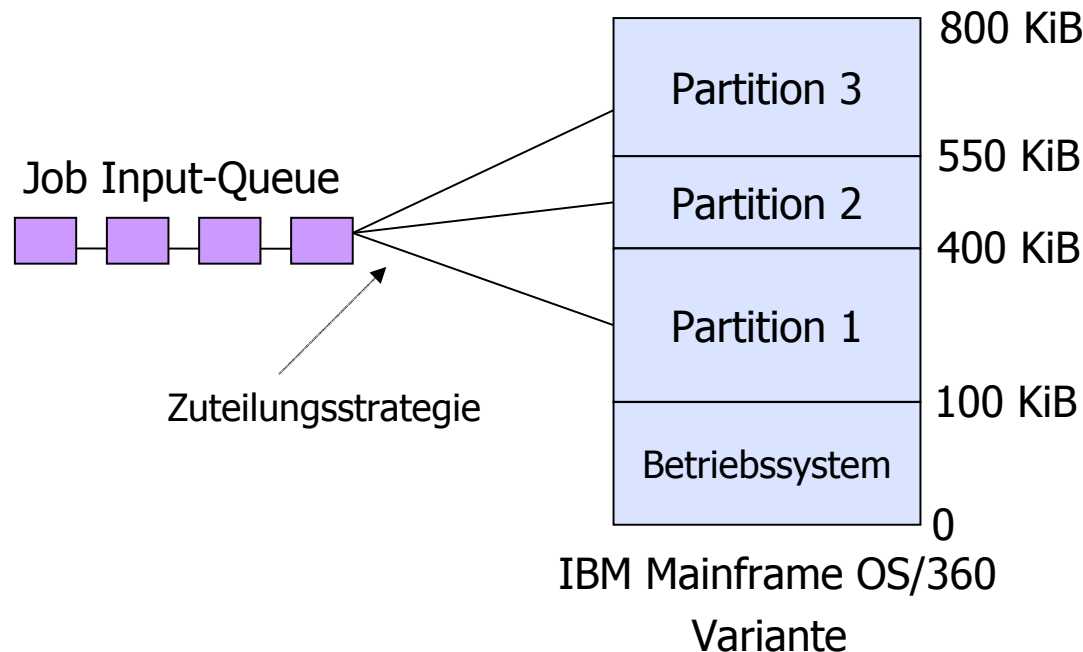 800 KiB
Partition 3
550 KiB
Job Input-Queue
Partition 2
400 KiB
Partition 1
Zuteilungsstrategie
100 KiB
Betriebssystem
0
IBM Mainframe OS/360
Variante